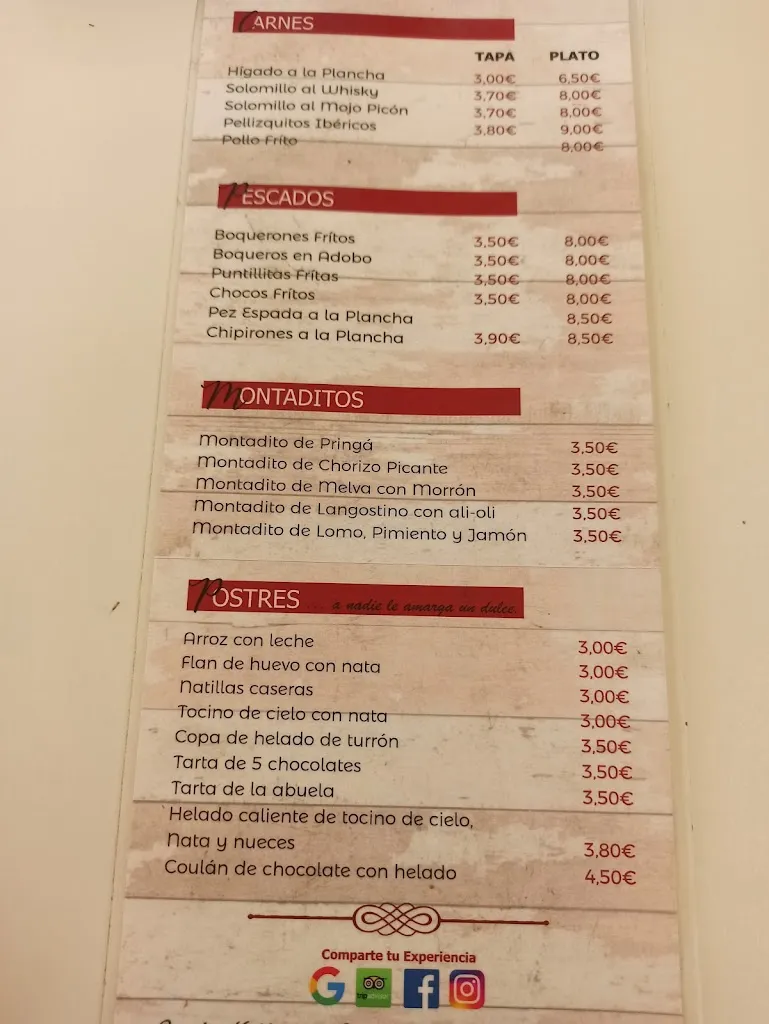 CARNES
TAPA PLATO
Hígado a la Plancha 3,00€ 6,50€
Solomillo al Whisky 3,70€ 8,00€
Solomillo al Mojo Picón 3,70€ 8,00€
Pellizquitos Ibéricos 3,80€ 9,00€
Pollo Frito 8,00€
PESCADOS
Boquerones Fritos 3,50€ 8,00€
Boqueros en Adobo 3,50€ 8,00€
Puntillitas Fritas 3,50€ 8,00€
Chocos Fritos 3,50€ 8,00€
Pez Espada a la Plancha 8,50€
Chipirones a la Plancha 3,90€ 8,50€
MONTADITOS
Montadito de Pringá 3,50€
Montadito de Chorizo Picante 3,50€
Montadito de Melva con Morrón 3,50€
Montadito de Langostino con ali-oli 3,50€
Montadito de Lomo, Pimiento y Jamón 3,50€
POSTRES ... a nadie le amarga un dulce.
Arroz con leche 3,00€
Flan de huevo con nata 3,00€
Natillas caseras 3,00€
Tocino de cielo con nata 3,00€
Copa de helado de turrón 3,50€
Tarta de 5 chocolates 3,50€
Tarta de la abuela 3,50€
Helado caliente de tocino de cielo,
Nata y nueces 3,80€
Coulán de chocolate con helado 4,50€
Comparte tu Experiencia
tripadvisor